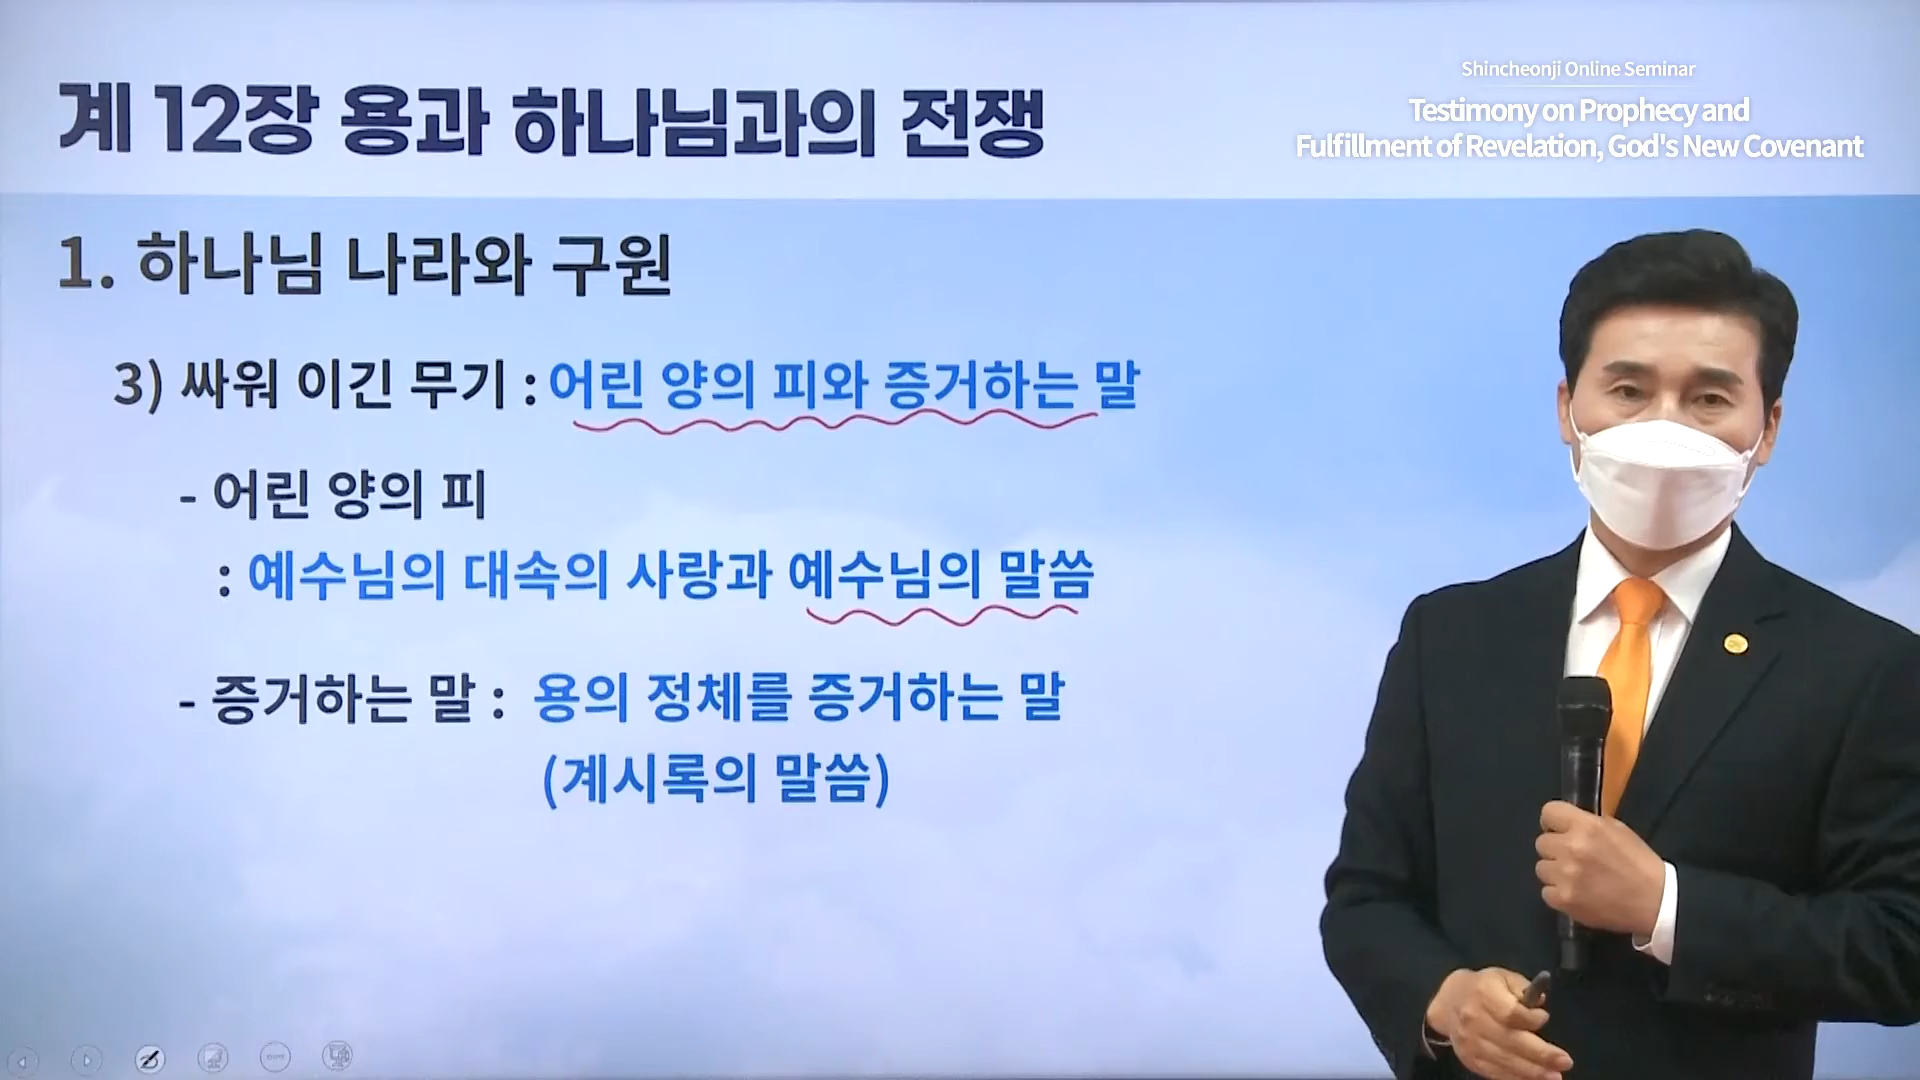 계 12장 용과 하나님과의 전쟁
Shincheonji Online Seminar
Testimony on Prophecy and
Fulfillment of Revelation, God's New Covenant
1. 하나님 나라와 구원
3) 싸워 이긴 무기 : 어린 양의 피와 증거하는 말
- 어린 양의 피
: 예수님의 대속의 사랑과 예수님의 말씀
- 증거하는 말 : 용의 정체를 증거하는 말
(계시록의 말씀)